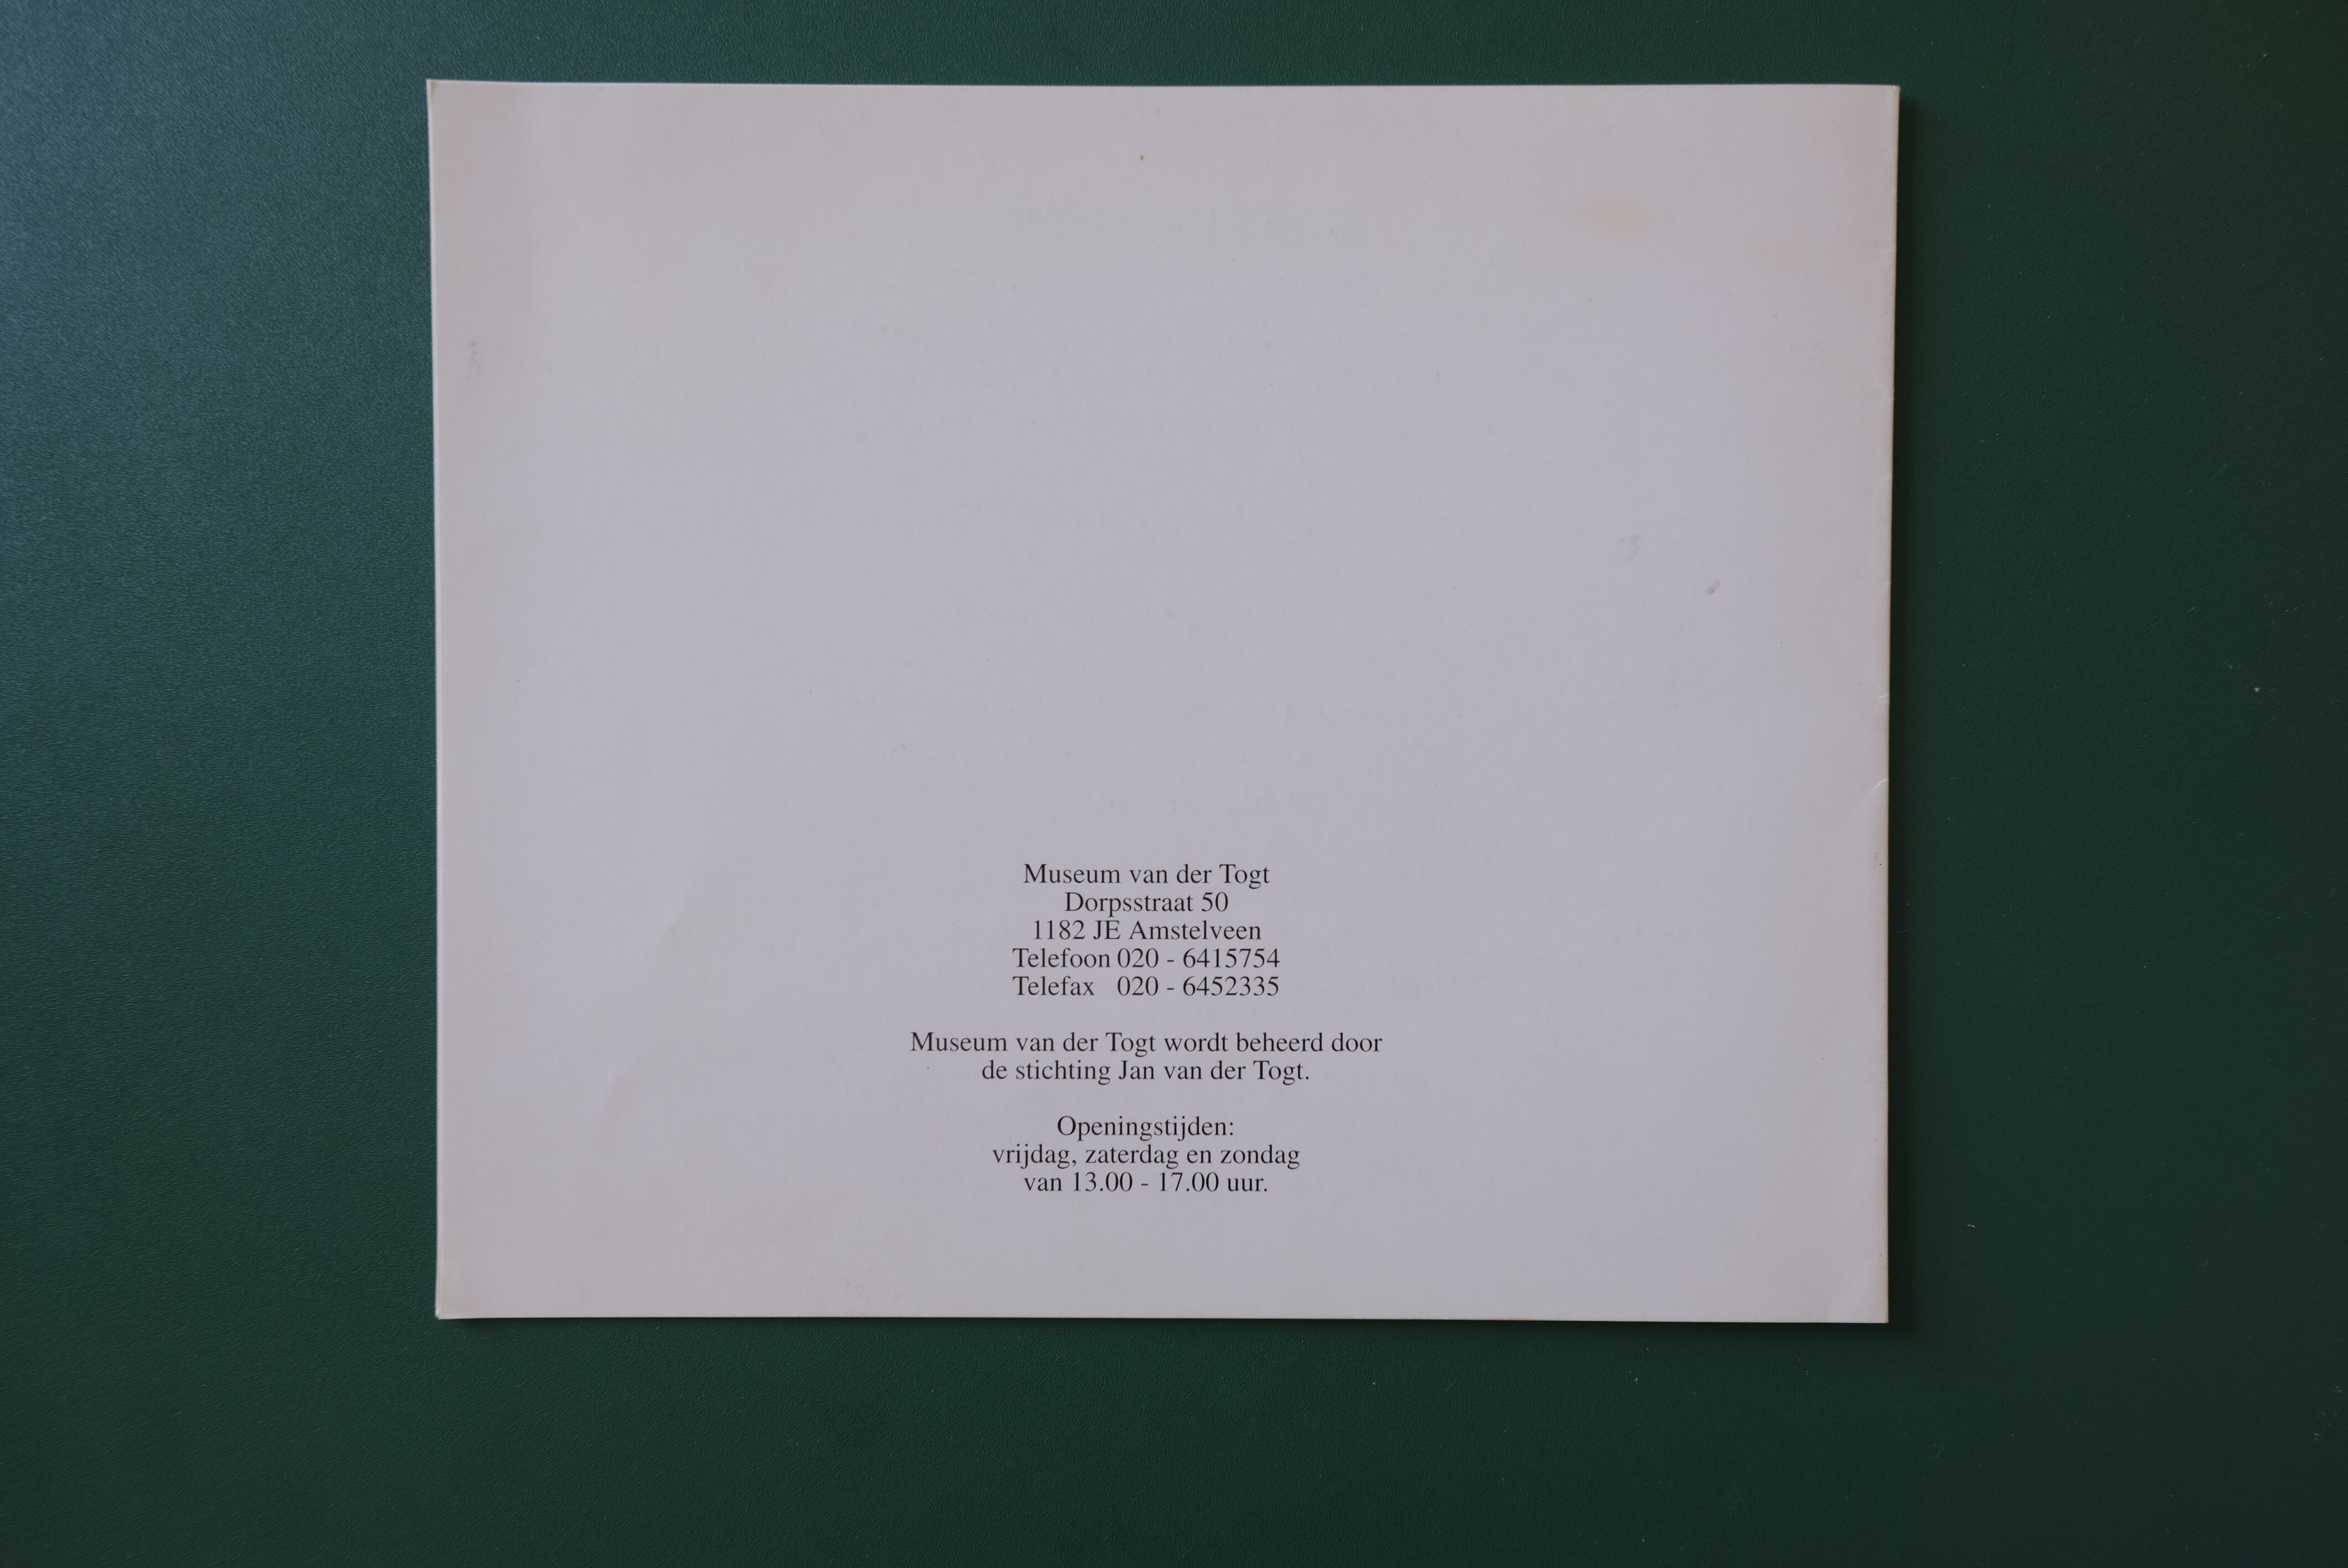 Museum van der Togt
Dorpsstraat 50
1182 JE Amstelveen
Telefoon 020 - 6415754
Telefax 020 - 6452335
Museum van der Togt wordt beheerd door
de stichting Jan van der Togt.
Openingstijden:
vrijdag, zaterdag en zondag
van 13.00 - 17.00 uur.